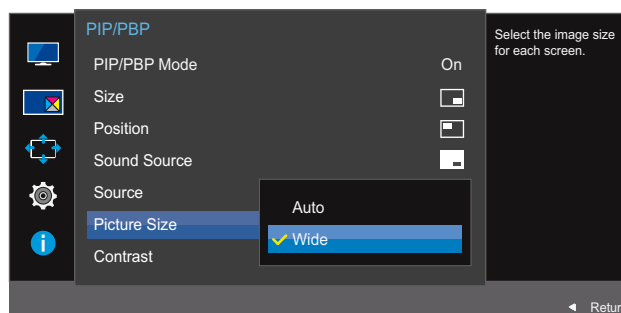 PIP/PBP
Select the image size
for each screen.
PIP/PBP Mode On
Size
Position
Sound Source
Source
Auto
Picture Size
Wide
Contrast
Retur